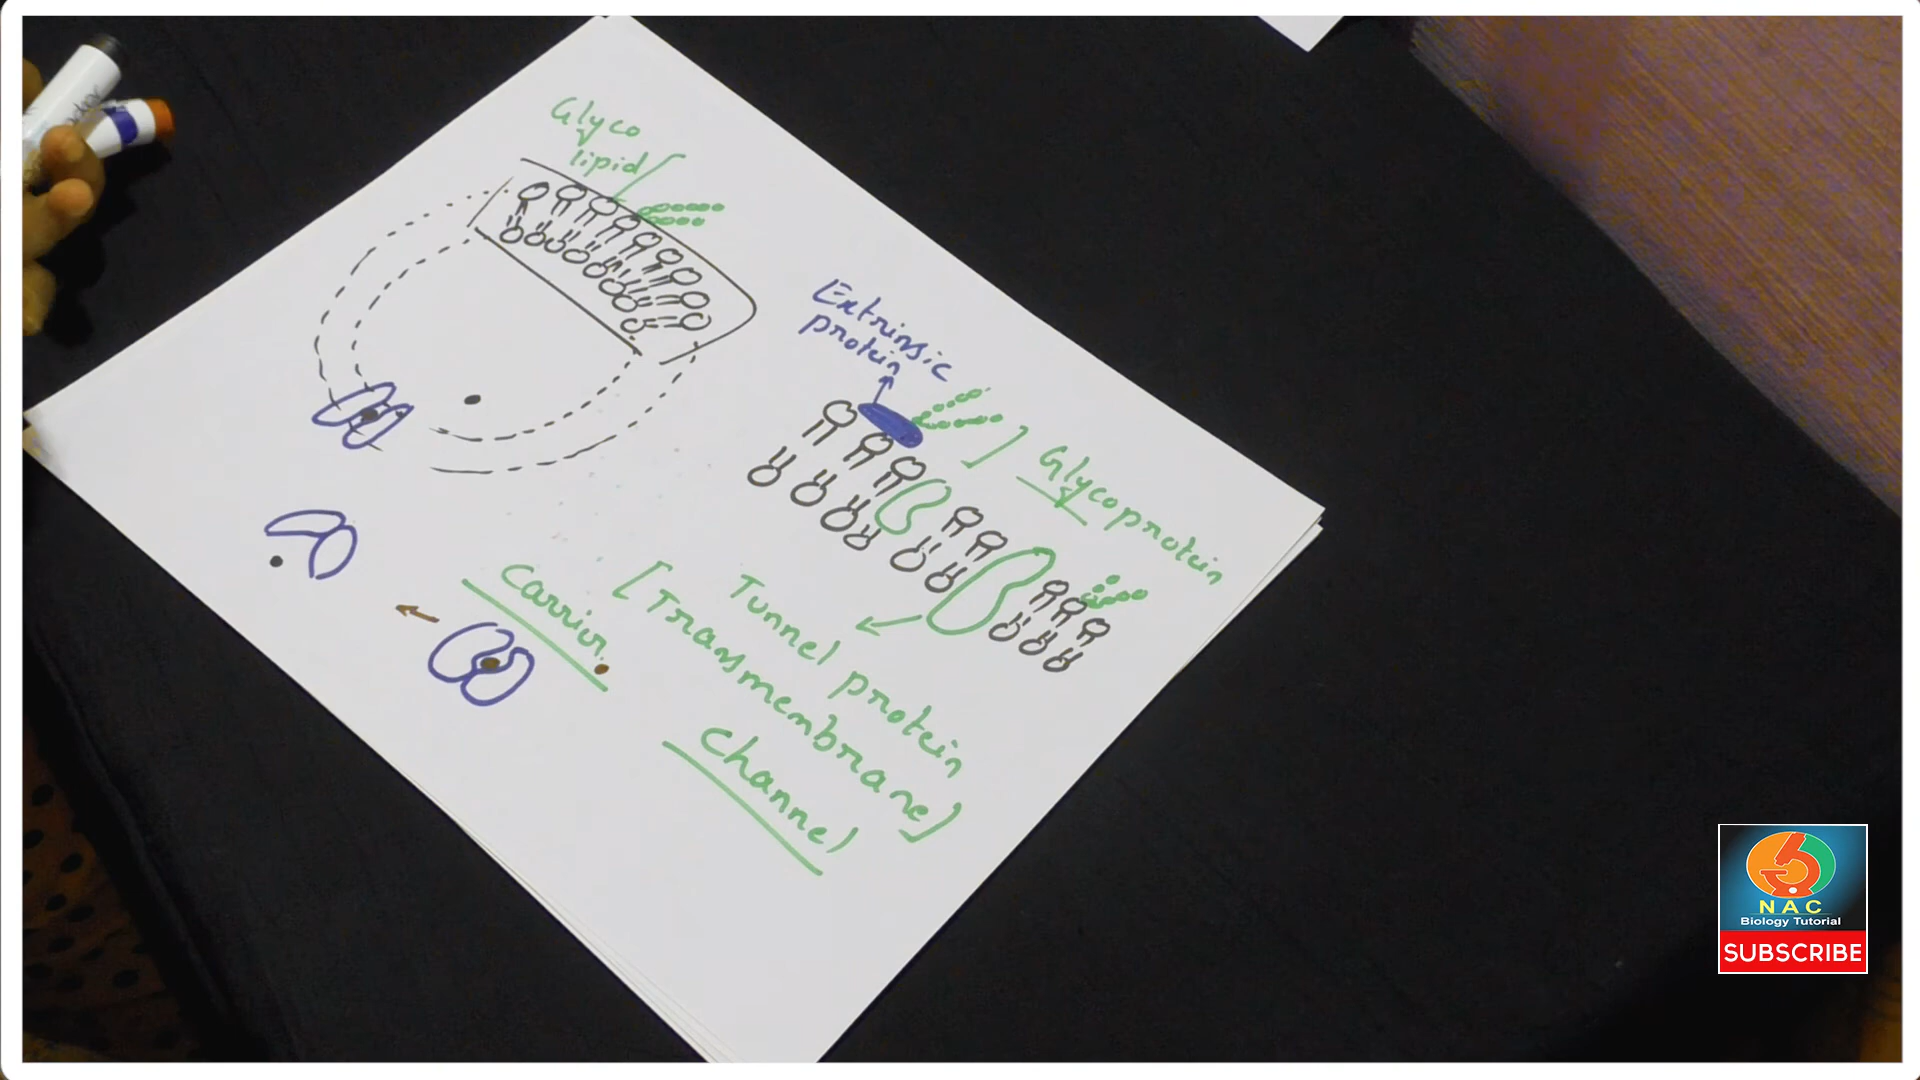 Glyco
lipid
Extrinsic
protein
Glycoprotein
Tunnel protein
[Transmembrane]
channel
carrier
NAC
Biology Tutorial
SUBSCRIBE